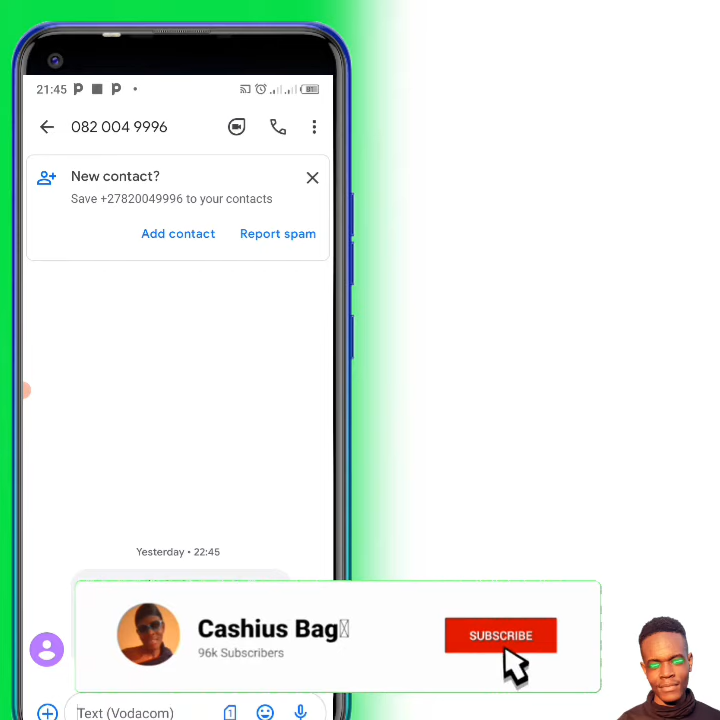 21:45
082 004 9996
New contact?
Save +27820049996 to your contacts
Add contact
Report spam
Yesterday • 22:45
Cashius Bag
96k Subscribers
SUBSCRIBE
Text (Vodacom)